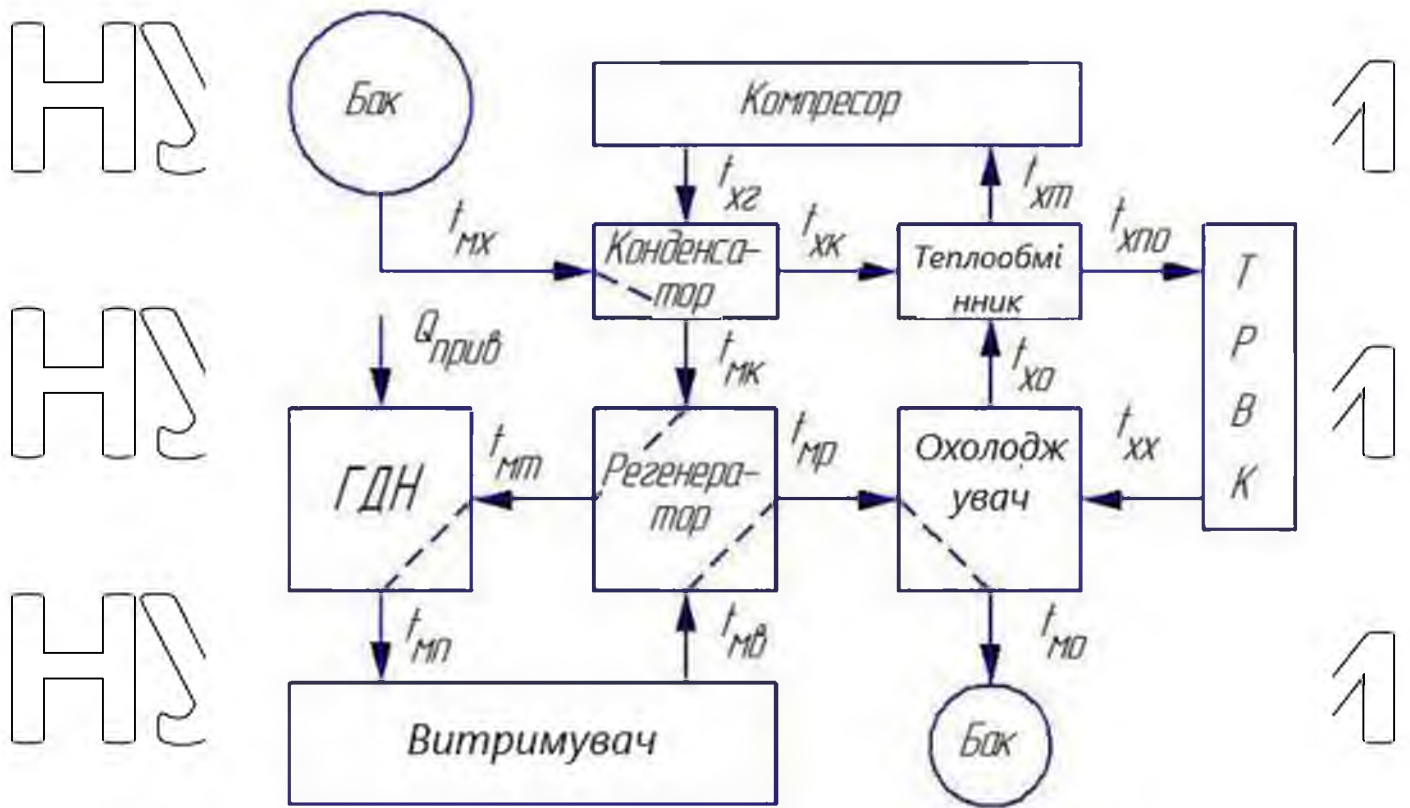 Бак
Компресор
t хг
t хт
t мх
Конденса-
тор
t хк
Теплообмі
нник
t хпо
Т
Р
В
К
Q прив
t мк
t хо
ГДН
t мт
Регенера-
тор
t мр
Охолодж
увач
t хх
t мп
t мв
t мо
Витримувач
Бак